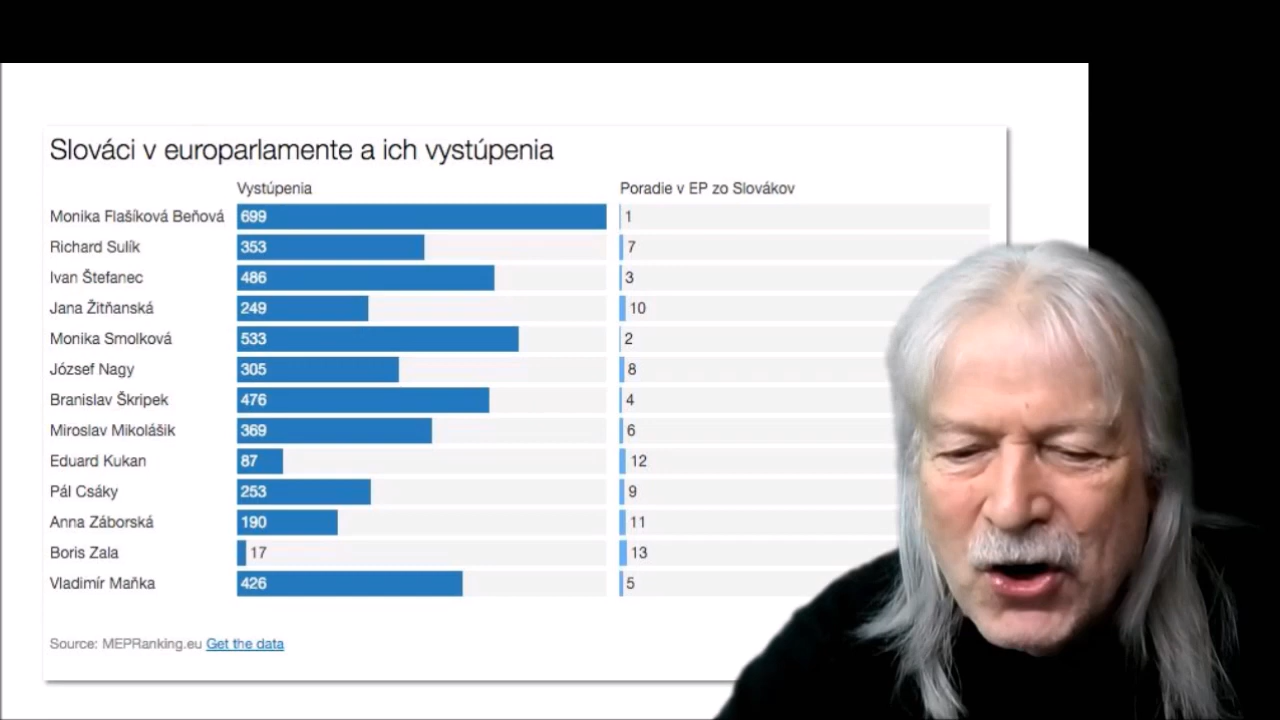 Slováci v europarlamente a ich vystúpenia
Vystúpenia Poradie v EP zo Slovákov
Monika Flašíková Beňová 699 1
Richard Sulík 353 7
Ivan Štefanec 486 3
Jana Žitňanská 249 10
Monika Smolková 533 2
József Nagy 305 8
Branislav Škripek 476 4
Miroslav Mikolášik 369 6
Eduard Kukan 87 12
Pál Csáky 253 9
Anna Záborská 190 11
Boris Zala 17 13
Vladimír Maňka 426 5
Source: MEPRanking.eu Get the data